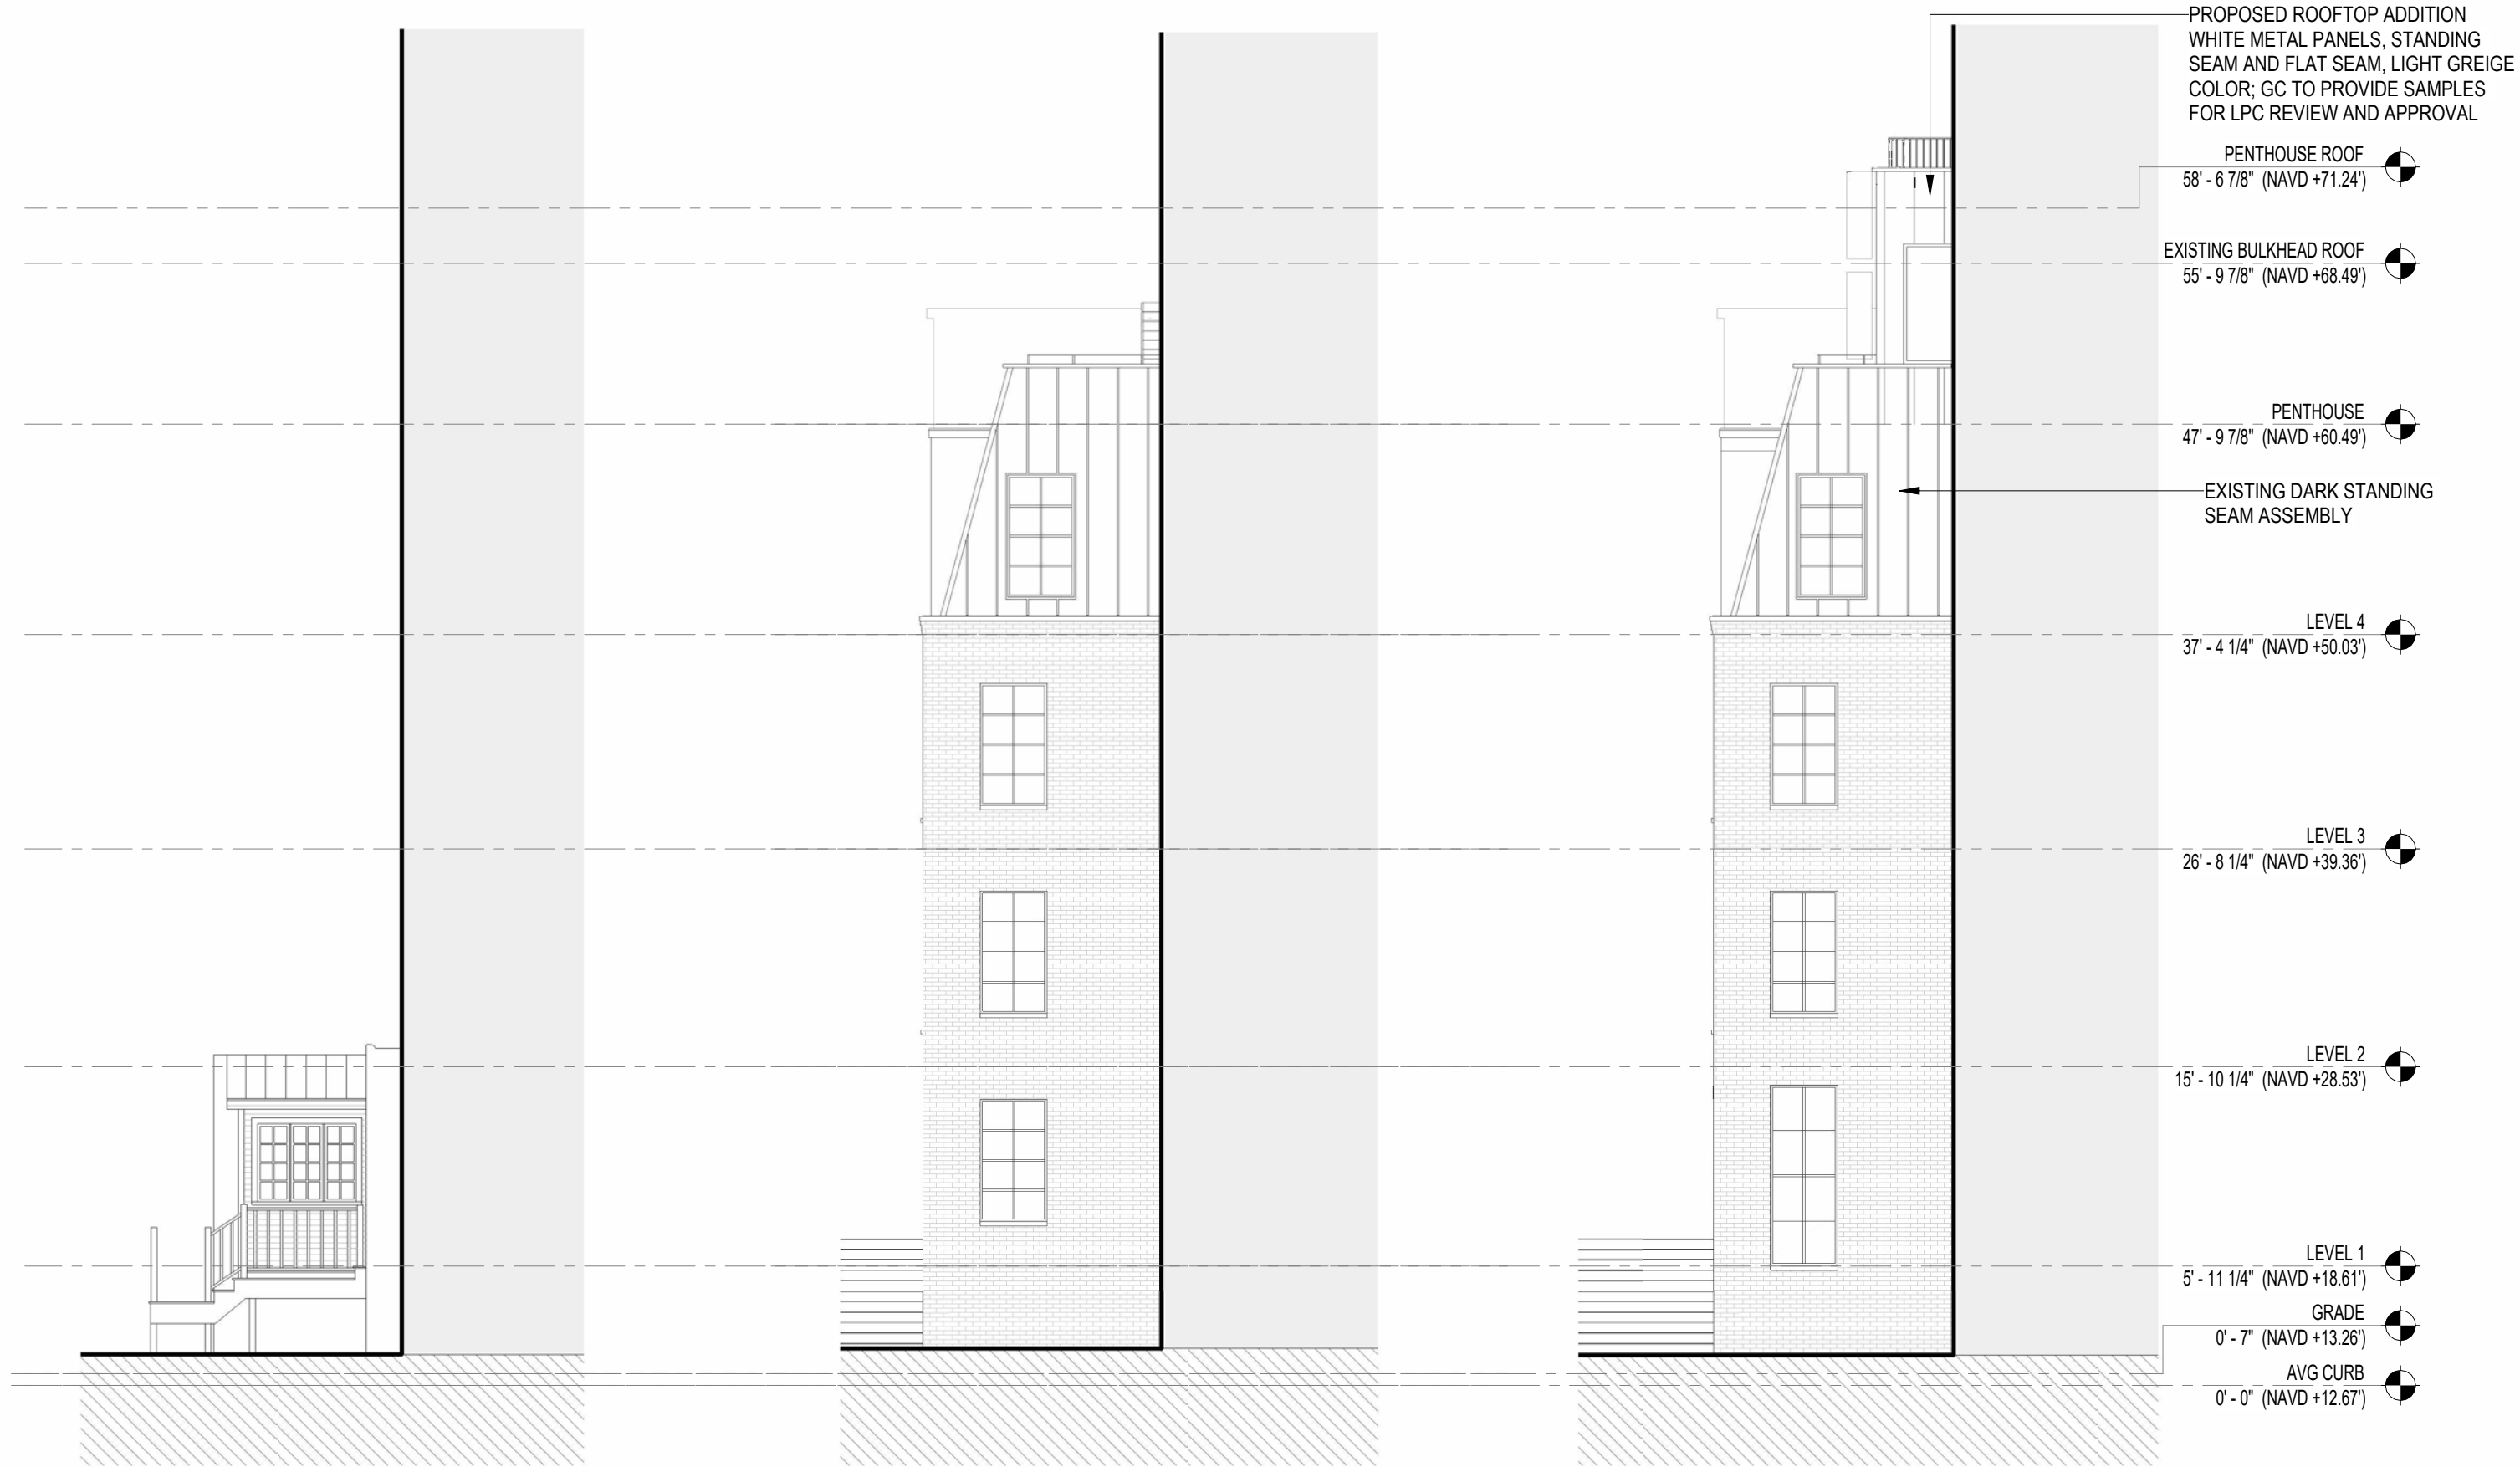 PROPOSED ROOFTOP ADDITION
WHITE METAL PANELS, STANDING
SEAM AND FLAT SEAM, LIGHT GREIGE
COLOR; GC TO PROVIDE SAMPLES
FOR LPC REVIEW AND APPROVAL
PENTHOUSE ROOF
58' - 6 7/8" (NAVD +71.24')
EXISTING BULKHEAD ROOF
55' - 9 7/8" (NAVD +68.49')
PENTHOUSE
47' - 9 7/8" (NAVD +60.49')
EXISTING DARK STANDING
SEAM ASSEMBLY
LEVEL 4
37' - 4 1/4" (NAVD +50.03')
LEVEL 3
26' - 8 1/4" (NAVD +39.36')
LEVEL 2
15' - 10 1/4" (NAVD +28.53')
LEVEL 1
5' - 11 1/4" (NAVD +18.61')
GRADE
0' - 7" (NAVD +13.26')
AVG CURB
0' - 0" (NAVD +12.67')